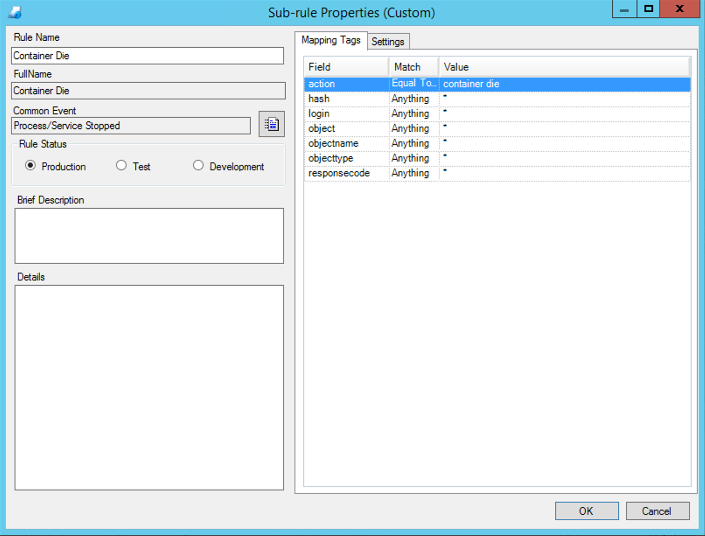 Sub-rule Properties (Custom)
Rule Name
Container Die
FullName
Container Die
Common Event
Process/Service Stopped
Rule Status
Production Test Development
Brief Description
Details
Mapping Tags Settings
Field Match Value
action Equal To... container die
hash Anything *
login Anything *
object Anything *
objectname Anything *
objecttype Anything *
responsecode Anything *
OK Cancel